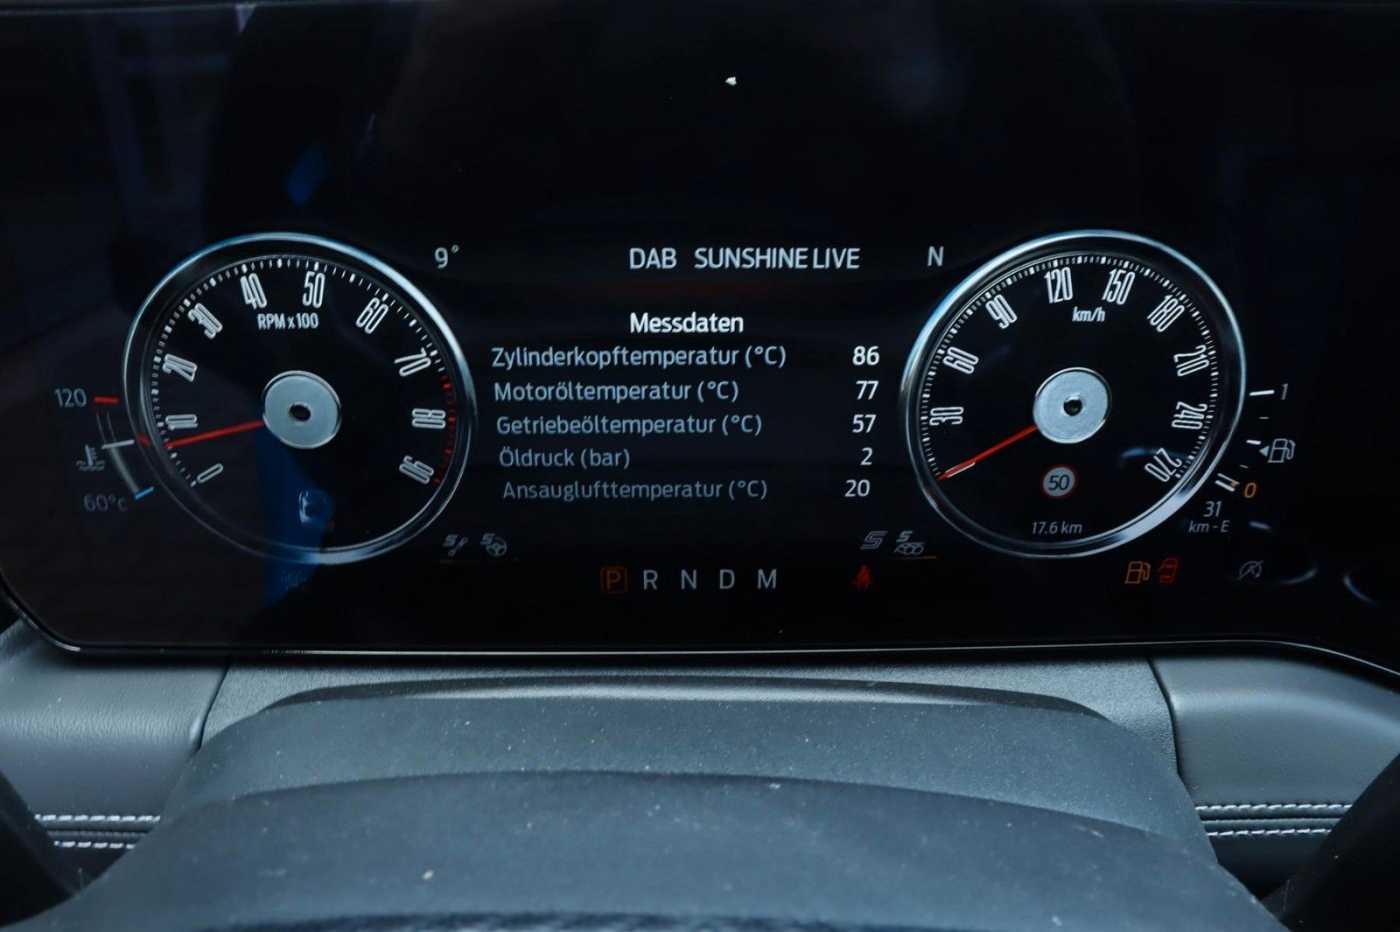 9° DAB SUNSHINE LIVE N
0 10 20 30 40 50 60 70 80 90
RPM x 100
120
60°c
Messdaten
Zylinderkopftemperatur (°C) 86
Motoröltemperatur (°C) 77
Getriebeöltemperatur (°C) 57
Öldruck (bar) 2
Ansauglufttemperatur (°C) 20
30 60 90 120 150 180 210 240 270
km/h
50
17.6 km
1
0
31
km - E
P R N D M